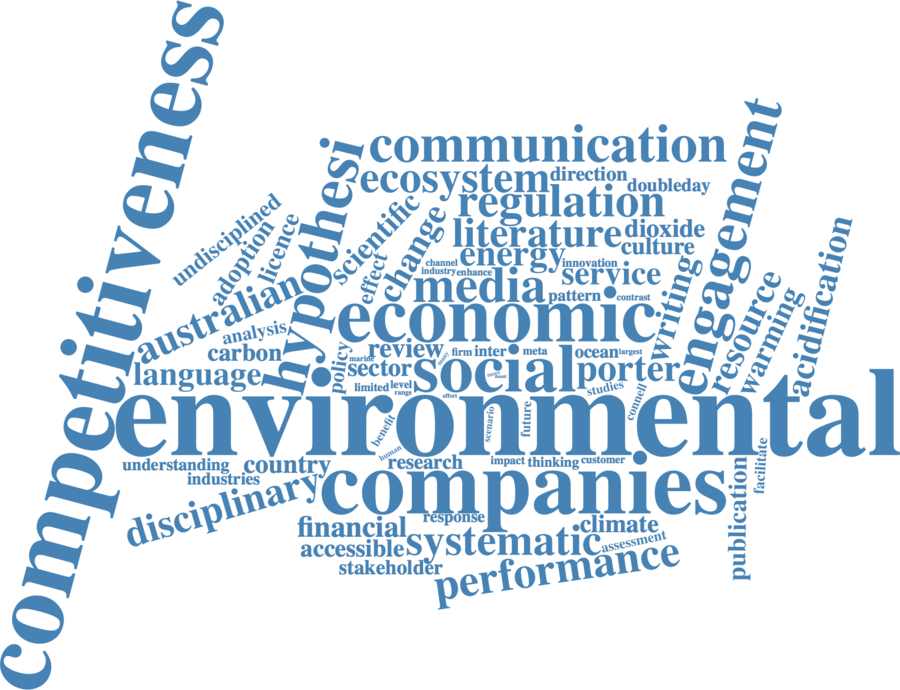 competitiveness
communication
hypothesi
engagement
ecosystem
direction
doubleday
regulation
undisciplined
adoption
licence
scientific
effect
change
literature
dioxide
culture
energy
channel
innovation
industry
enhance
service
media
pattern
contrast
writing
resource
warning
acidification
australian
economic
analysis
carbon
language
policy
review
firm
inter
meta
ocean
largest
marine
sector
social
porter
limited
level
range
effort
studies
connell
environmental
benefit
human
scenario
future
understanding
country
research
impact
thinking
customer
industries
companies
facilitate
publication
disciplinary
financial
response
climate
accessible
systematic
assessment
stakeholder
performance